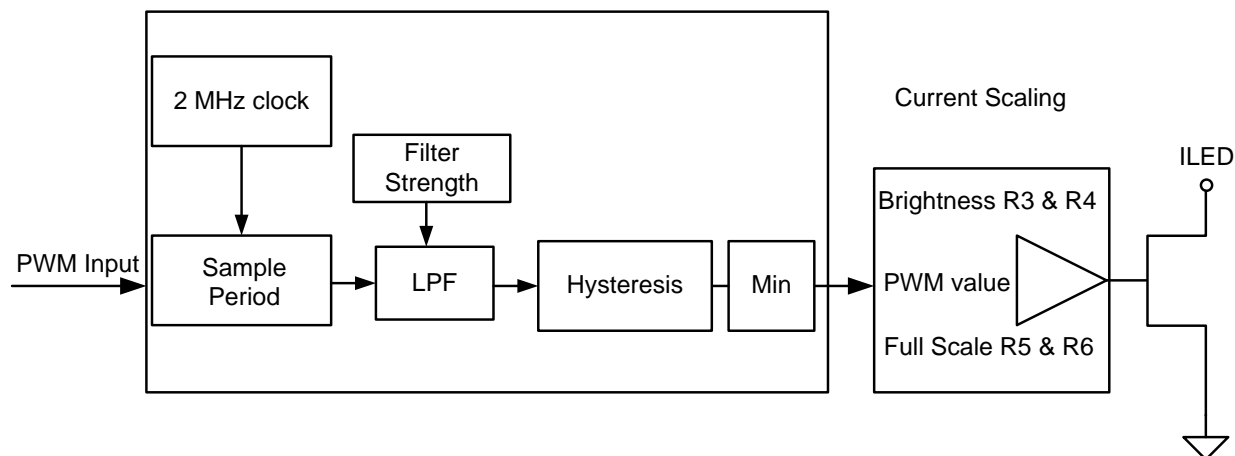 2 MHz clock
Current Scaling
Filter
Strength
ILED
Brightness R3 & R4
PWM Input
Sample
Period
LPF
Hysteresis
Min
PWM value
Full Scale R5 & R6